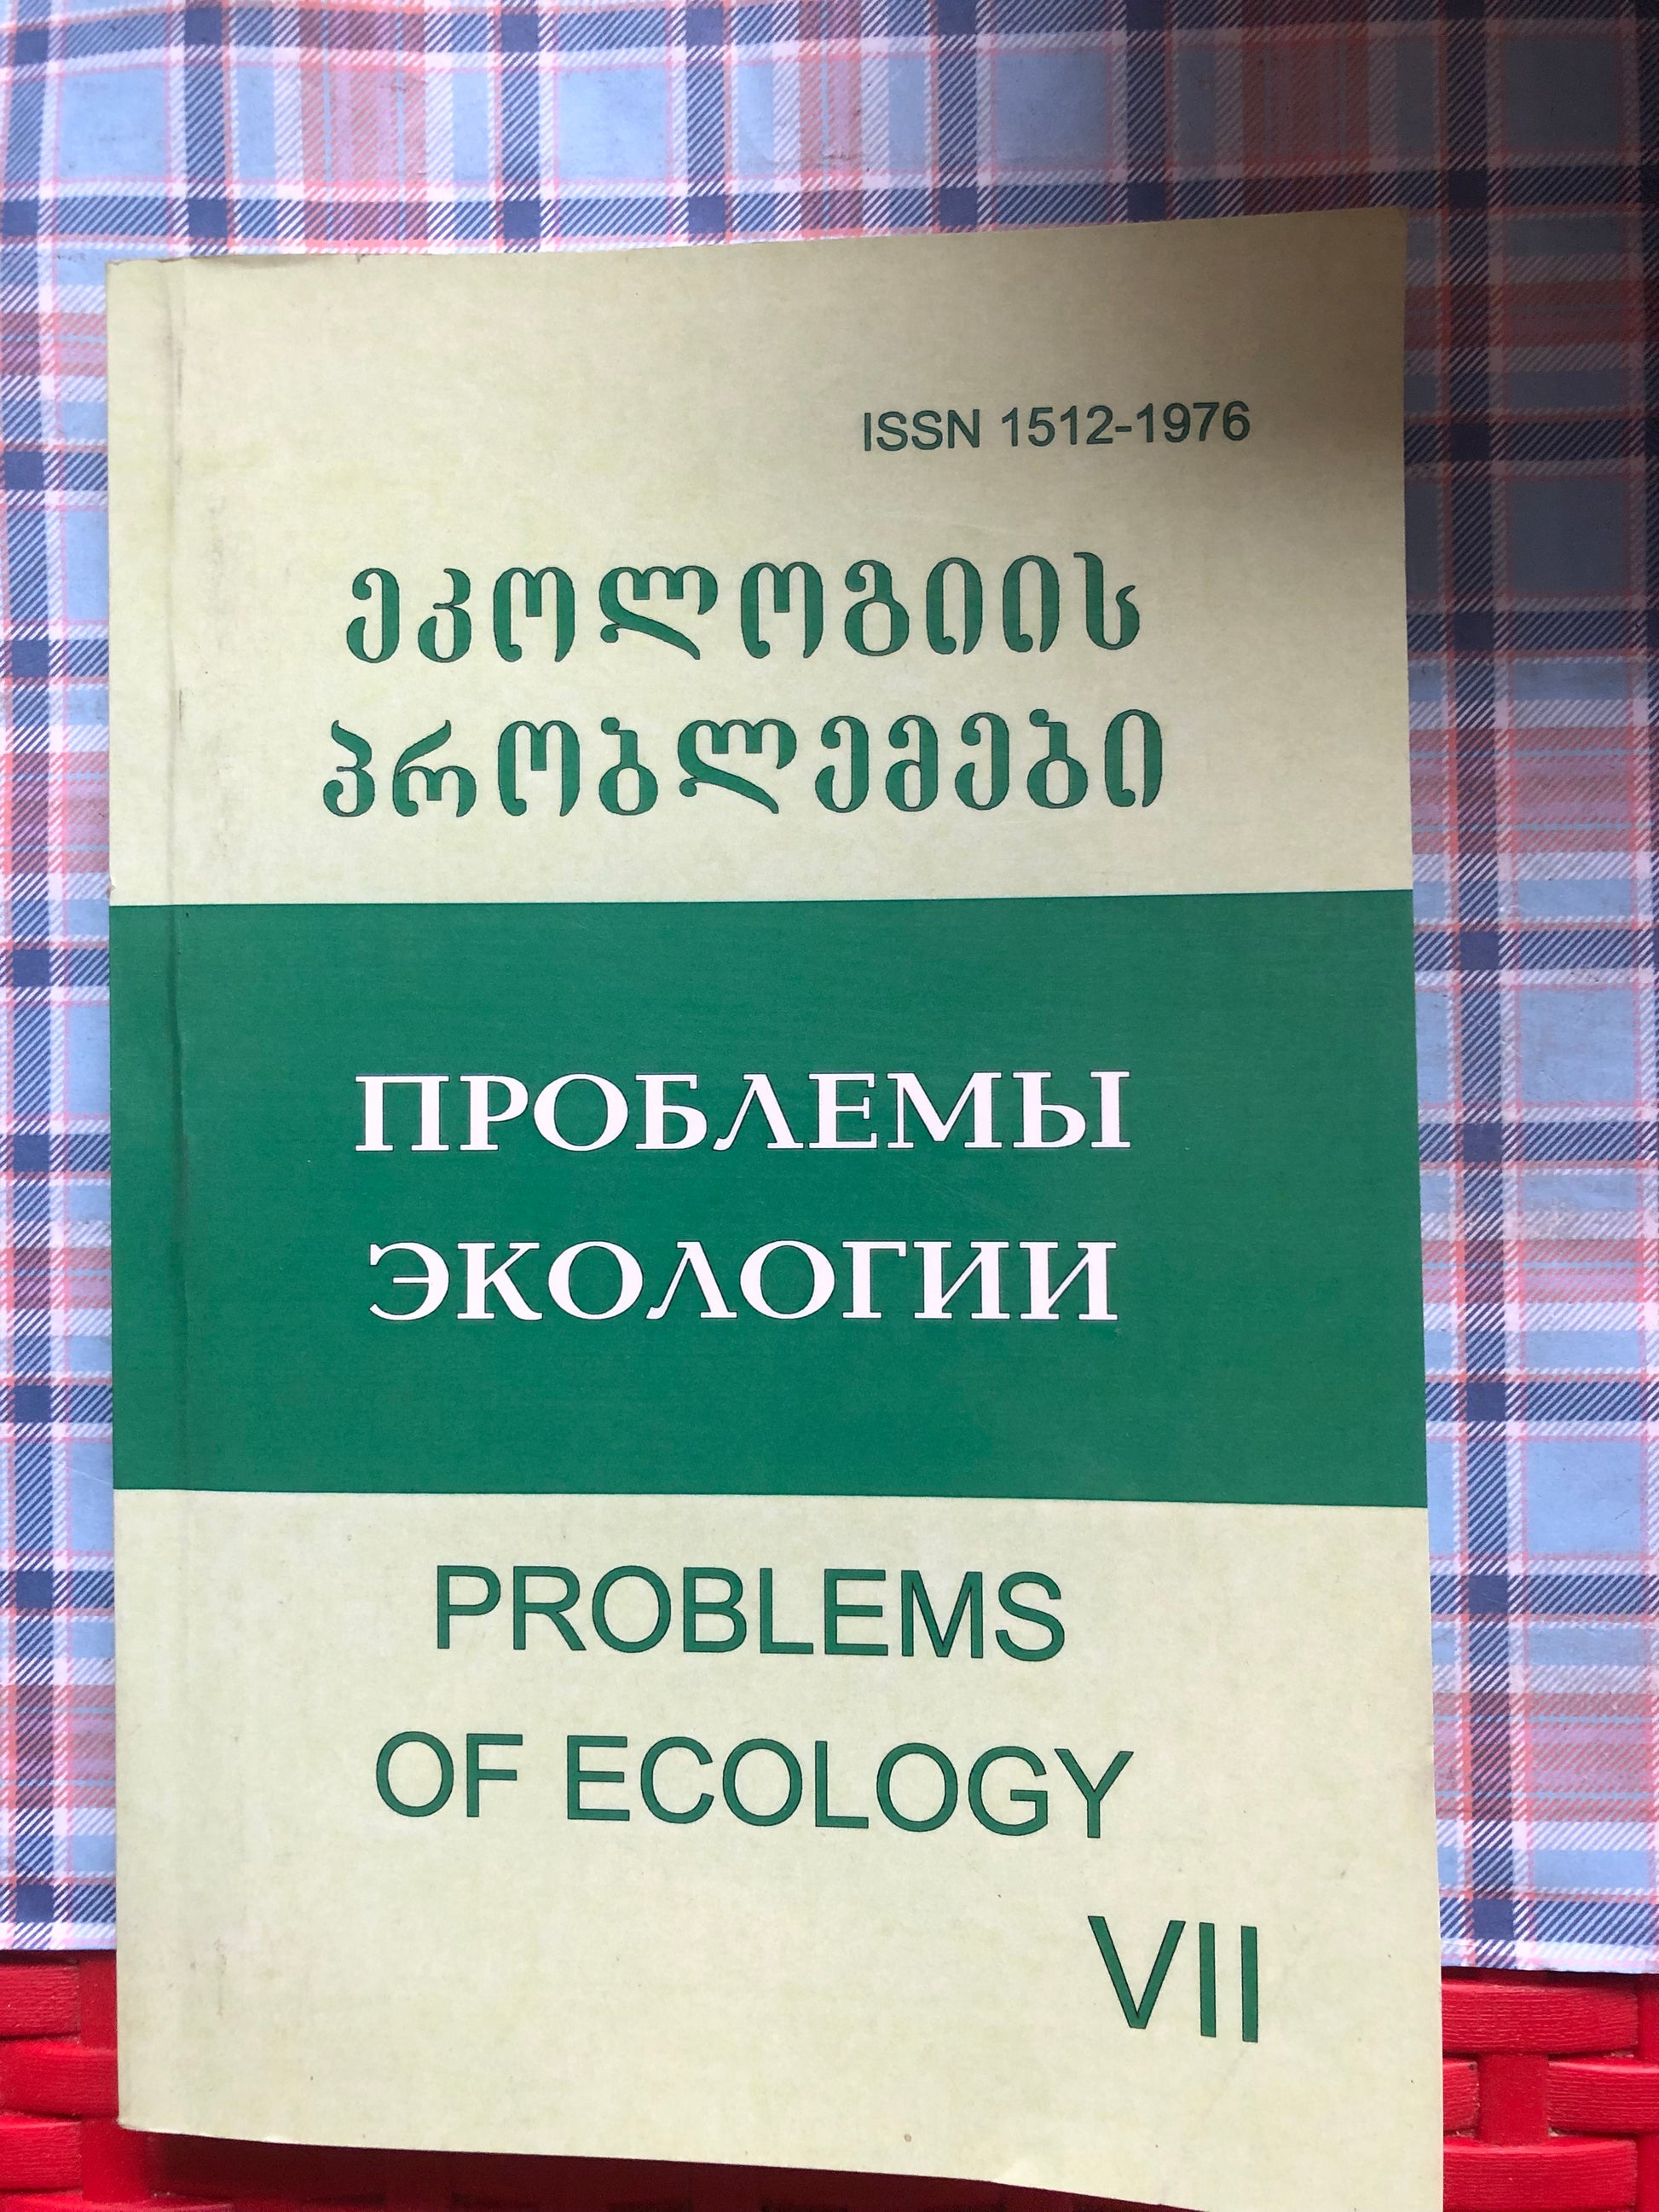 ISSN 1512-1976
ეკოლოგიის
პრობლემები
ПРОБЛЕМЫ
ЭКОЛОГИИ
PROBLEMS
OF ECOLOGY
VII